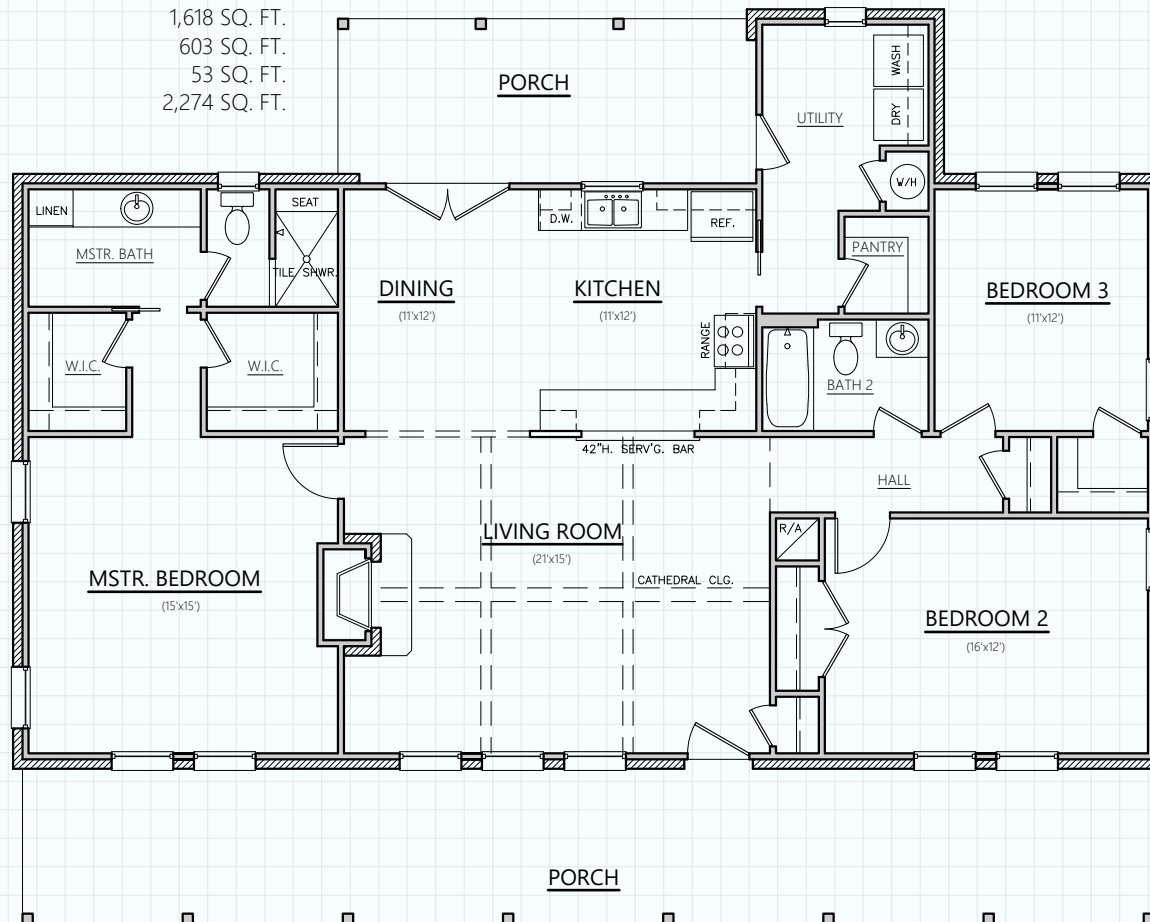 1,618 SQ. FT.
603 SQ. FT.
53 SQ. FT.
2,274 SQ. FT.
PORCH
WASH
DRY
UTILITY
W/H
LINEN
MSTR. BATH
SEAT
TILE SHWR.
D.W.
REF.
PANTRY
DINING
(11'x12')
KITCHEN
(11'x12')
BEDROOM 3
(11'x12')
RANGE
W.I.C.
W.I.C.
BATH 2
42"H. SERV'G. BAR
HALL
R/A
LIVING ROOM
(21'x15')
CATHEDRAL CLG.
MSTR. BEDROOM
(15'x15')
BEDROOM 2
(16'x12')
PORCH